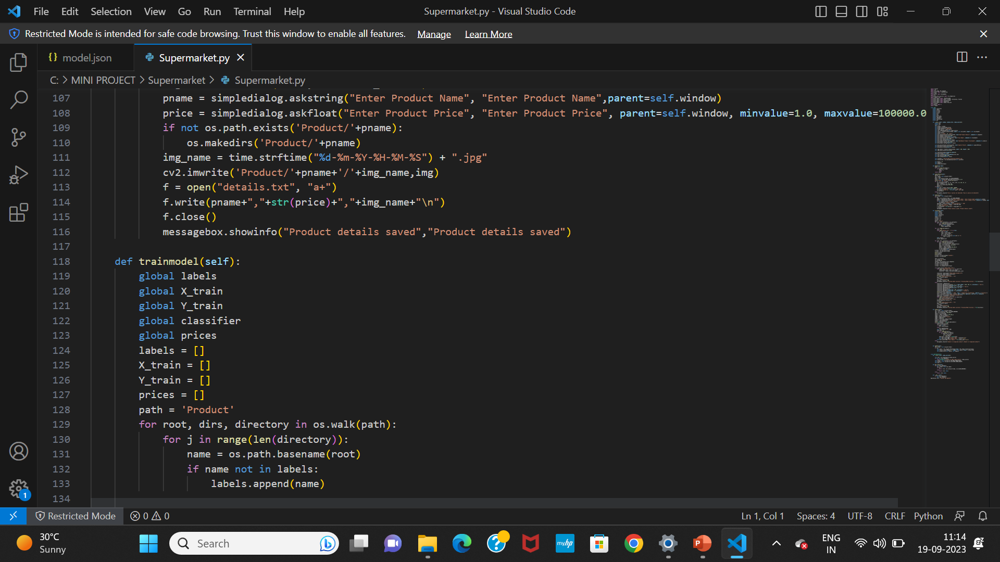 File Edit Selection View Go Run Terminal Help
Supermarket.py - Visual Studio Code
Restricted Mode is intended for safe code browsing. Trust this window to enable all features. Manage Learn More
{} model.json
Supermarket.py
C: > MINI PROJECT > Supermarket > Supermarket.py
107 pname = simpledialog.askstring("Enter Product Name", "Enter Product Name",parent=self.window)
108 price = simpledialog.askfloat("Enter Product Price", "Enter Product Price", parent=self.window, minvalue=1.0, maxvalue=100000.0
109 if not os.path.exists('Product/'+pname):
110 os.makedirs('Product/'+pname)
111 img_name = time.strftime("%d-%m-%Y-%H-%M-%S") + ".jpg"
112 cv2.imwrite('Product/'+pname+'/'+img_name,img)
113 f = open("details.txt", "a+")
114 f.write(pname+","+str(price)+","+img_name+"\n")
115 f.close()
116 messagebox.showinfo("Product details saved","Product details saved")
117
118 def trainmodel(self):
119 global labels
120 global X_train
121 global Y_train
122 global classifier
123 global prices
124 labels = []
125 X_train = []
126 Y_train = []
127 prices = []
128 path = 'Product'
129 for root, dirs, directory in os.walk(path):
130 for j in range(len(directory)):
131 name = os.path.basename(root)
132 if name not in labels:
133 labels.append(name)
134
1
Restricted Mode 0 0
Ln 1, Col 1 Spaces: 4 UTF-8 CRLF Python
30°C
Sunny
Search
myhp
P
ENG
IN
11:14
19-09-2023